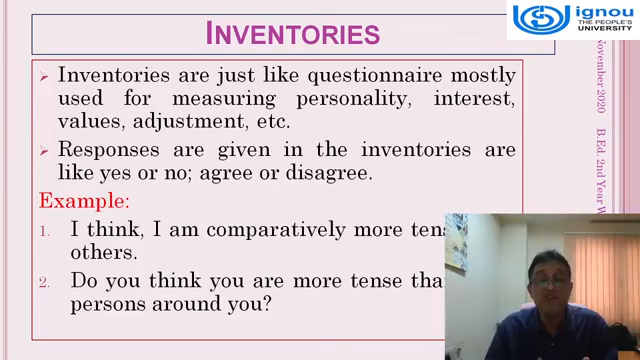 INVENTORIES
ignou
THE PEOPLE'S
UNIVERSITY
➢ Inventories are just like questionnaire mostly
used for measuring personality, interest,
values, adjustment, etc.
➢ Responses are given in the inventories are
like yes or no; agree or disagree.
Example:
1. I think, I am comparatively more
others.
2. Do you think you are more tense
persons around you?
November 2020
B.Ed. 2nd Year